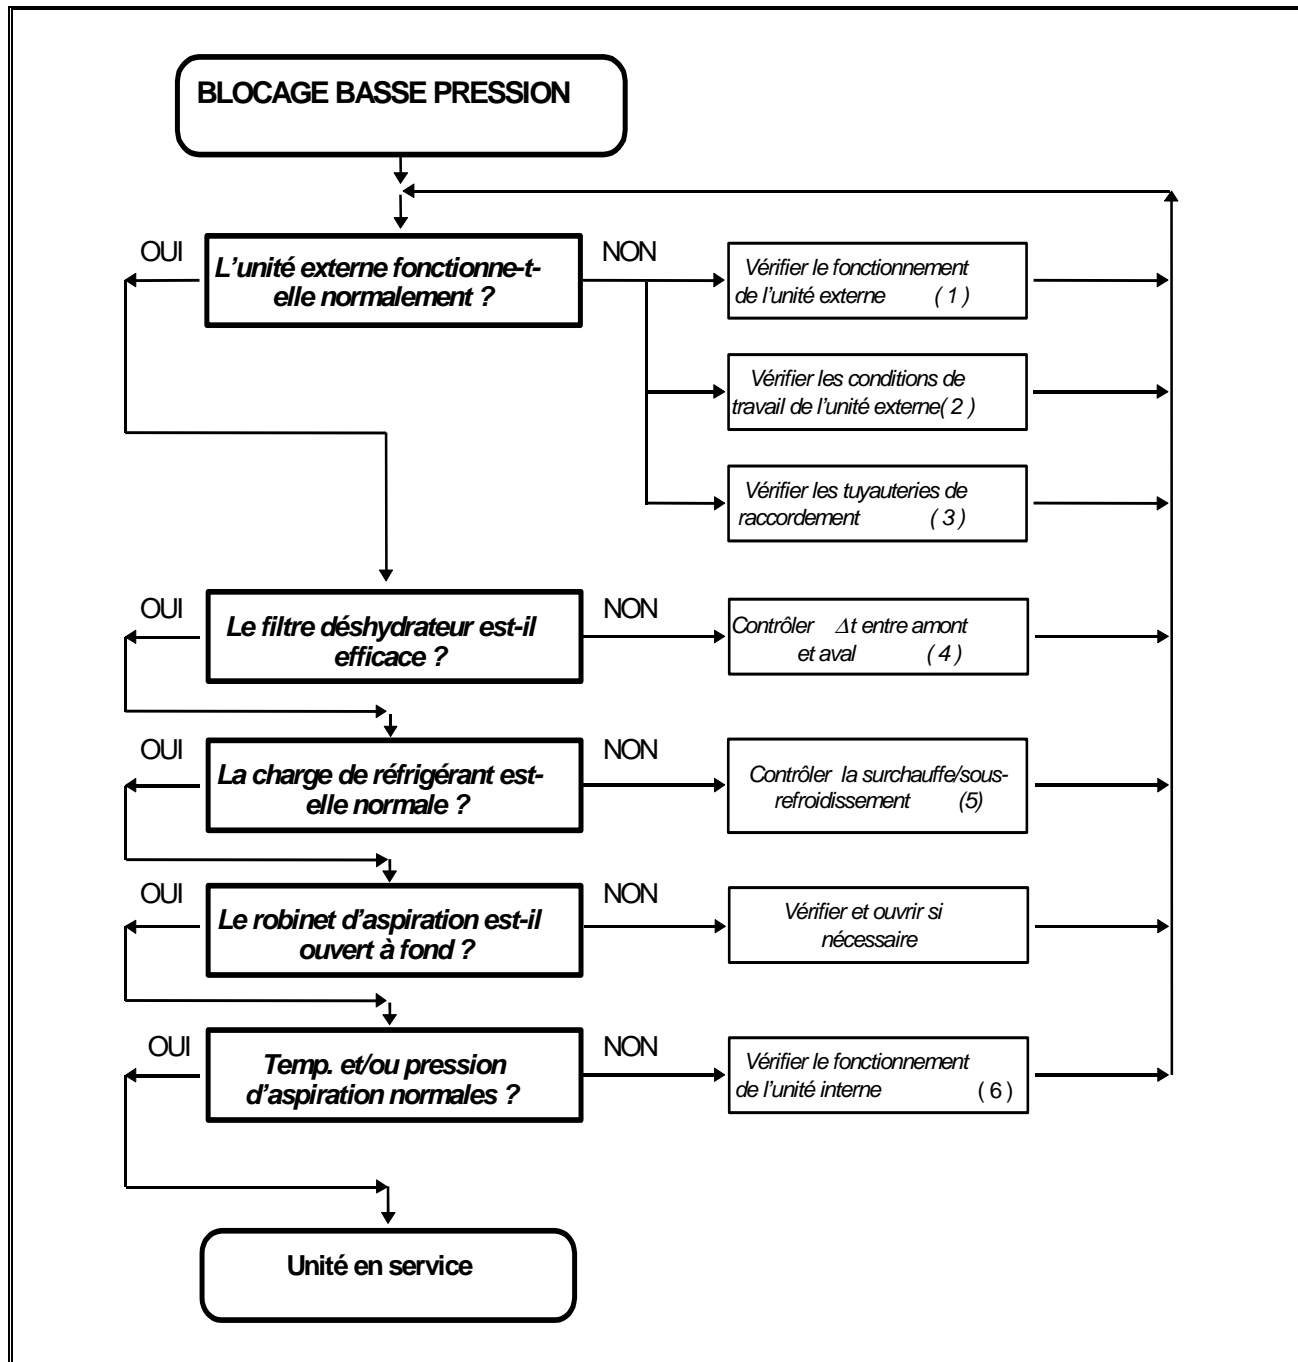 BLOCAGE BASSE PRESSION
OUI
L'unité externe fonctionne-t-
elle normalement ?
NON
Vérifier le fonctionnement
de l'unité externe (1)
Vérifier les conditions de
travail de l'unité externe(2)
Vérifier les tuyauteries de
raccordement (3)
OUI
Le filtre déshydrateur est-il
efficace ?
NON
Contrôler Δt entre amont
et aval (4)
OUI
La charge de réfrigérant est-
elle normale ?
NON
Contrôler la surchauffe/sous-
refroidissement (5)
OUI
Le robinet d'aspiration est-il
ouvert à fond ?
NON
Vérifier et ouvrir si
nécessaire
OUI
Temp. et/ou pression
d'aspiration normales ?
NON
Vérifier le fonctionnement
de l'unité interne (6)
Unité en service